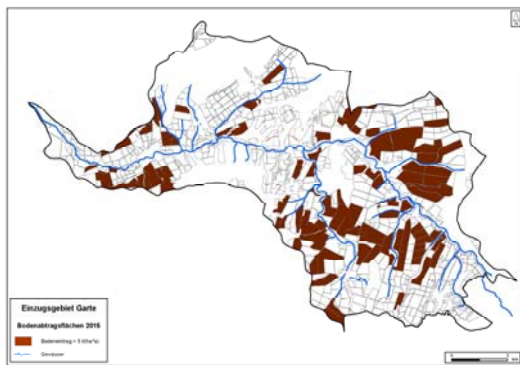 Einzugsgebiet Garte
Bodenabtragsflächen 2015
Bodeneintrag > 5 t/(ha*a)
Gewässer